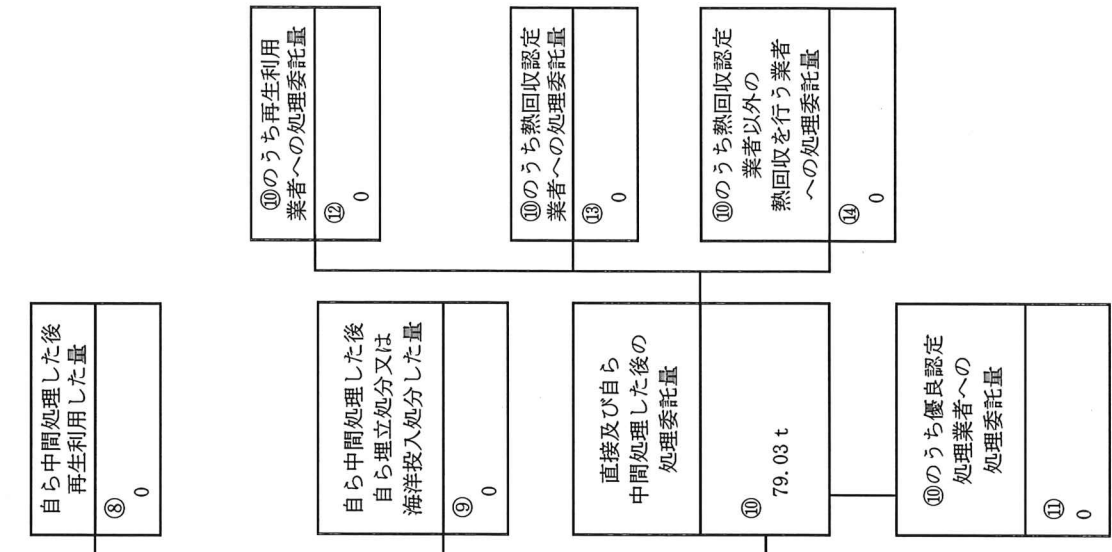 自ら中間処理した後
再生利用した量
⑧
0
自ら中間処理した後
自ら埋立処分又は
海洋投入処分した量
⑨
0
直接及び自ら
中間処理した後の
処理委託量
⑩
79.03 t
⑩のうち優良認定
処理業者への
処理委託量
⑪
0
⑩のうち再生利用
業者への処理委託量
⑫
0
⑩のうち熱回収認定
業者への処理委託量
⑬
0
⑩のうち熱回収認定
業者以外の
熱回収を行う業者
への処理委託量
⑭
0